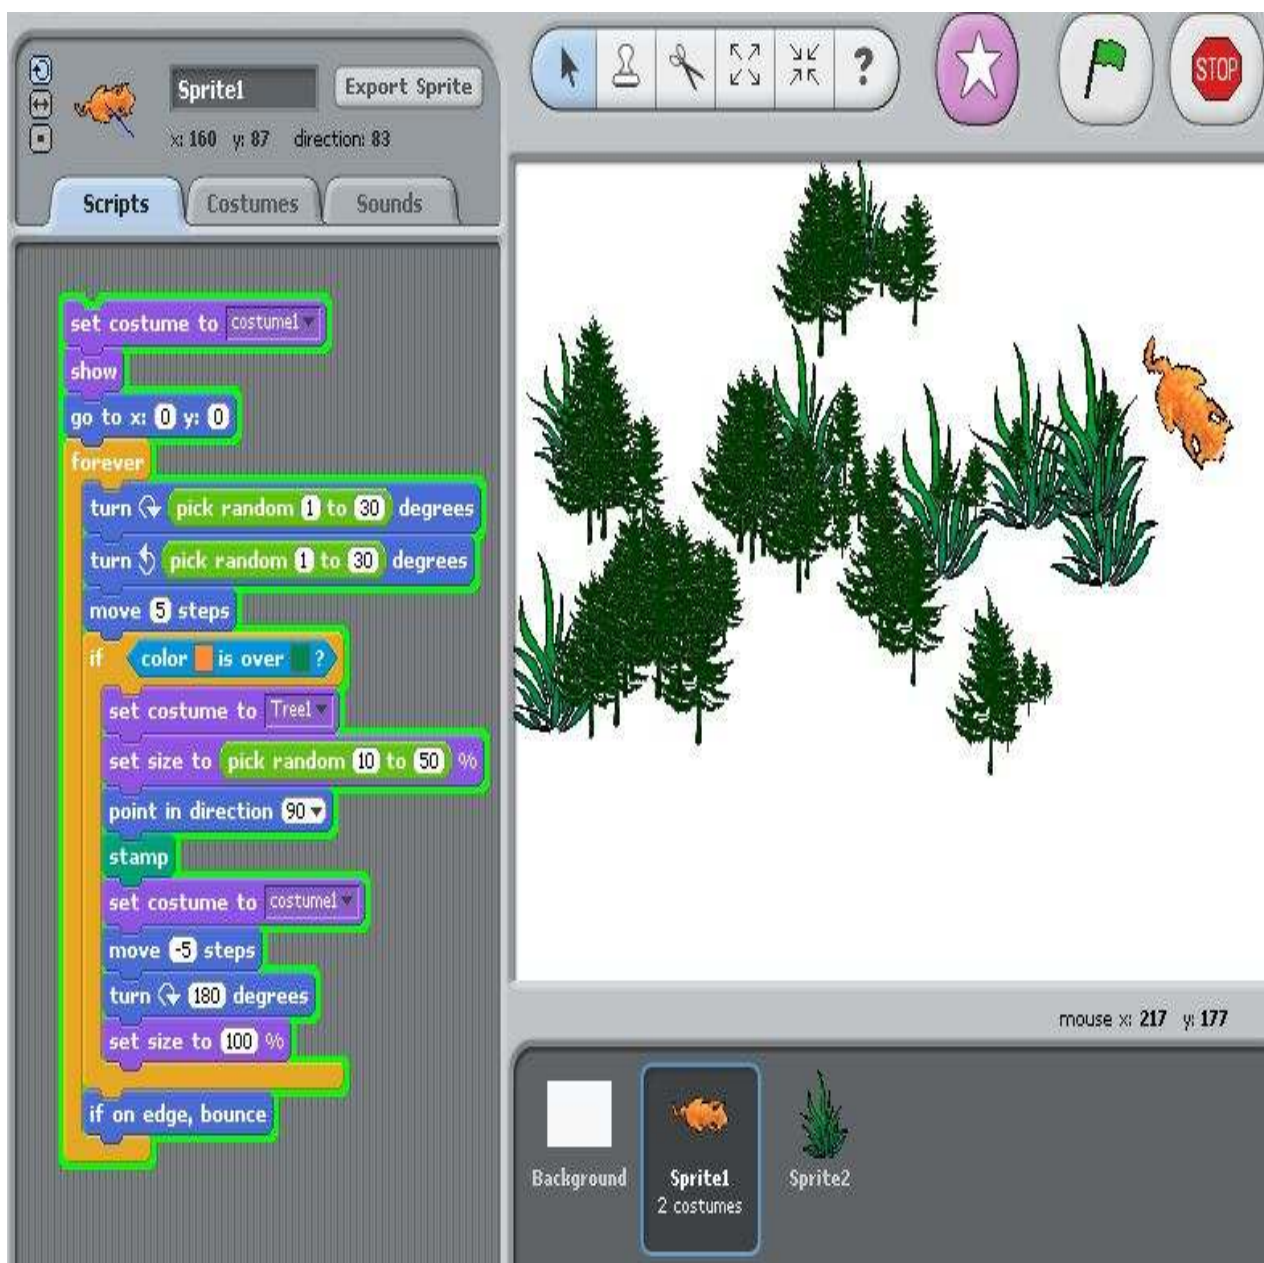 Sprite1
Export Sprite
x: 160 y: 87 direction: 83
Scripts
Costumes
Sounds
set costume to costume1
show
go to x: 0 y: 0
forever
turn pick random 1 to 30 degrees
turn pick random 1 to 30 degrees
move 5 steps
if color is over ?
set costume to Tree1
set size to pick random 10 to 50 %
point in direction 90
stamp
set costume to costume1
move -5 steps
turn 180 degrees
set size to 100 %
if on edge, bounce
?
STOP
mouse x: 217 y: 177
Background
Sprite1
2 costumes
Sprite2